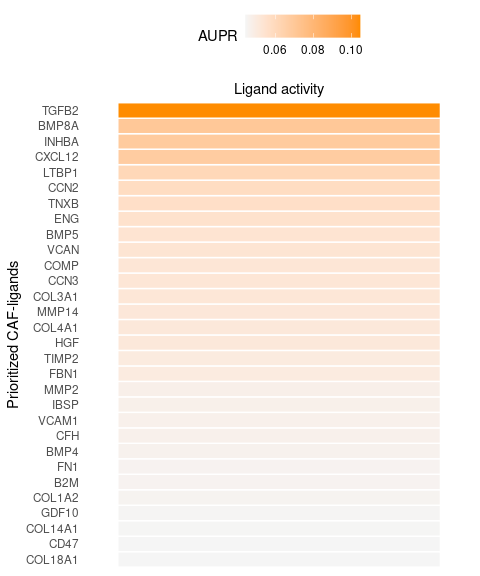 AUPR
0.06 0.08 0.10
Ligand activity
Prioritized CAF-ligands
TGFB2
BMP8A
INHBA
CXCL12
LTBP1
CCN2
TNXB
ENG
BMP5
VCAN
COMP
CCN3
COL3A1
MMP14
COL4A1
HGF
TIMP2
FBN1
MMP2
IBSP
VCAM1
CFH
BMP4
FN1
B2M
COL1A2
GDF10
COL14A1
CD47
COL18A1